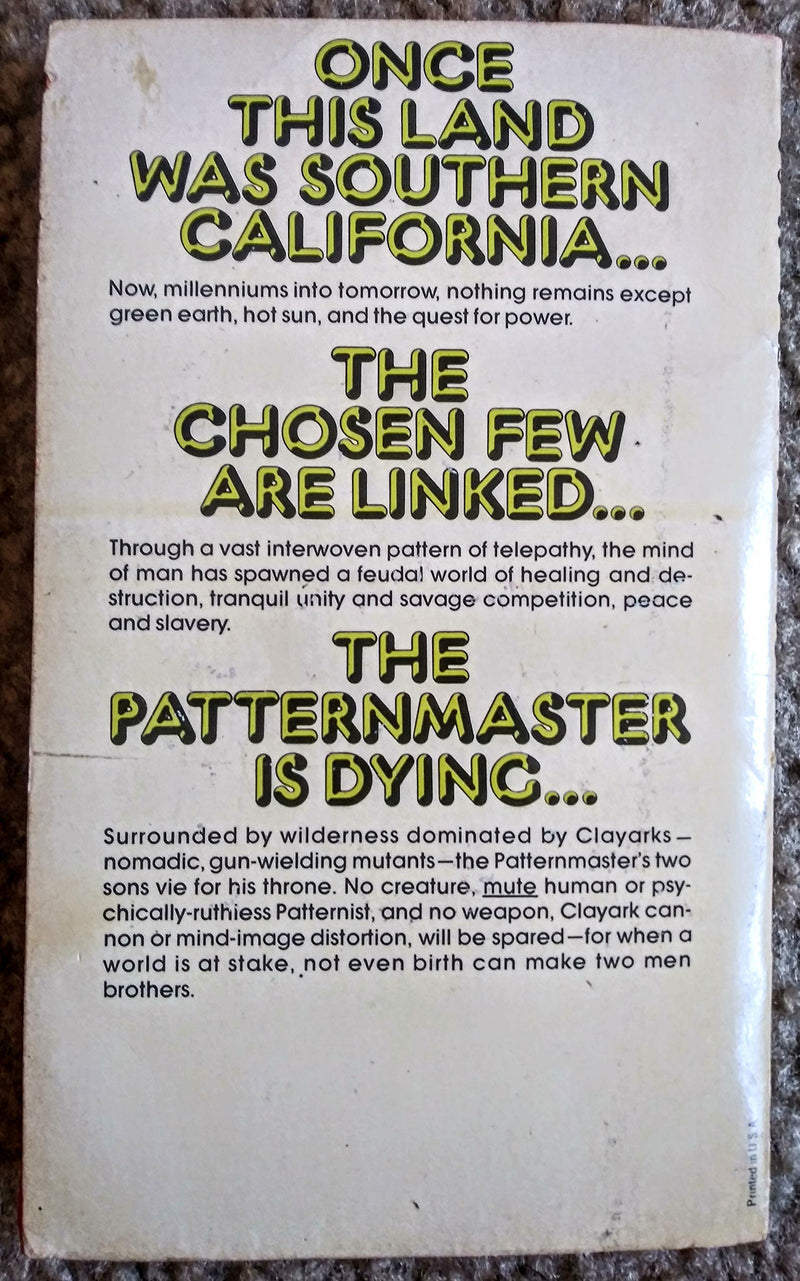 ONCE
THIS LAND
WAS SOUTHERN
CALIFORNIA...
Now, millenniums into tomorrow, nothing remains except
green earth, hot sun, and the quest for power.
THE
CHOSEN FEW
ARE LINKED...
Through a vast interwoven pattern of telepathy, the mind
of man has spawned a feudal world of healing and de-
struction, tranquil unity and savage competition, peace
and slavery.
THE
PATTERNMASTER
IS DYING...
Surrounded by wilderness dominated by Clayarks—
nomadic, gun-wielding mutants—the Patternmaster's two
sons vie for his throne. No creature, mute human or psy-
chically-ruthiess Patternist, and no weapon, Clayark can-
non or mind-image distortion, will be spared—for when a
world is at stake, not even birth can make two men
brothers.
Printed in U S A